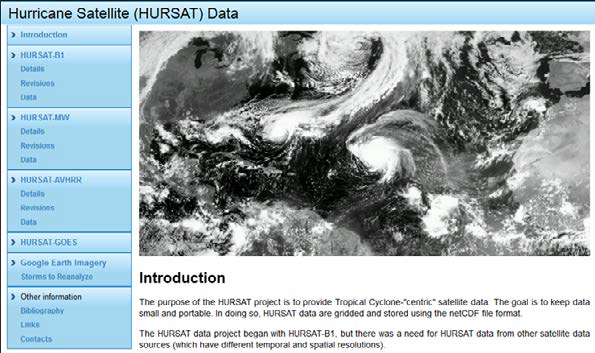 Hurricane Satellite (HURSAT) Data
Introduction
HURSAT-B1
Details
Revisions
Data
HURSAT-MW
Details
Revisions
Data
HURSAT-AVHRR
Details
Revisions
Data
HURSAT-GOES
Google Earth Imagery
Storms to Reanalyze
Other information
Bibliography
Links
Contacts
Introduction
The purpose of the HURSAT project is to provide Tropical Cyclone-"centric" satellite data. The goal is to keep data
small and portable. In doing so, HURSAT data are gridded and stored using the netCDF file format.
The HURSAT data project began with HURSAT-B1, but there was a need for HURSAT data from other satellite data
sources (which have different temporal and spatial resolutions).